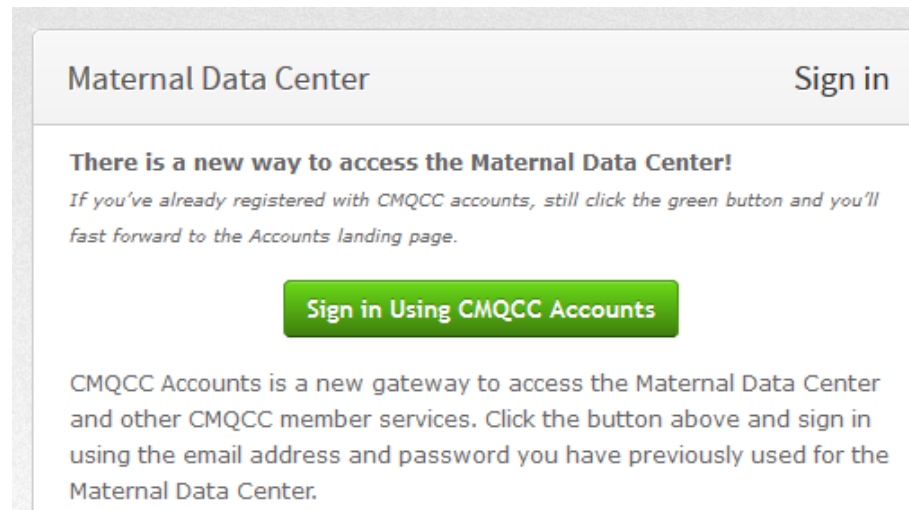 Maternal Data Center Sign in
There is a new way to access the Maternal Data Center!
If you've already registered with CMQCC accounts, still click the green button and you'll
fast forward to the Accounts landing page.
Sign in Using CMQCC Accounts
CMQCC Accounts is a new gateway to access the Maternal Data Center
and other CMQCC member services. Click the button above and sign in
using the email address and password you have previously used for the
Maternal Data Center.